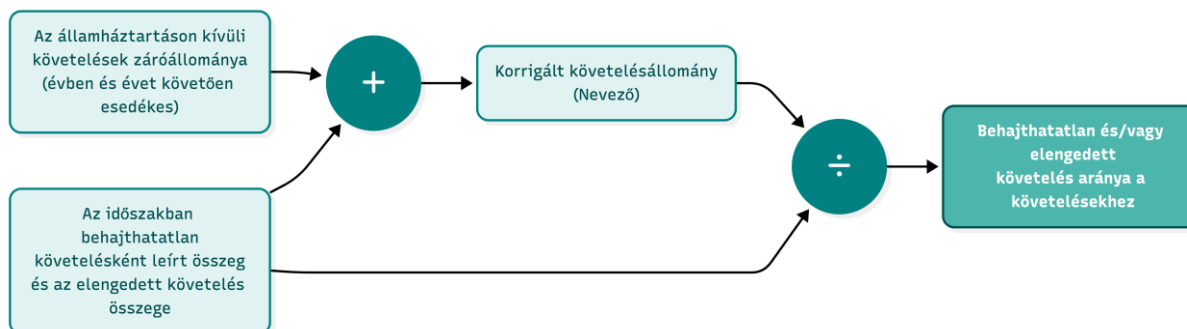 Az államháztartáson kívüli
követelések záróállománya
(évben és évet követően
esedékes)
+
Korrigált követelésállomány
(Nevező)
÷
Behajthatatlan és/vagy
elengedett
követelés aránya a
követelésekhez
Az időszakban
behajthatatlan
követelésként leírt összeg
és az elengedett követelés
összege